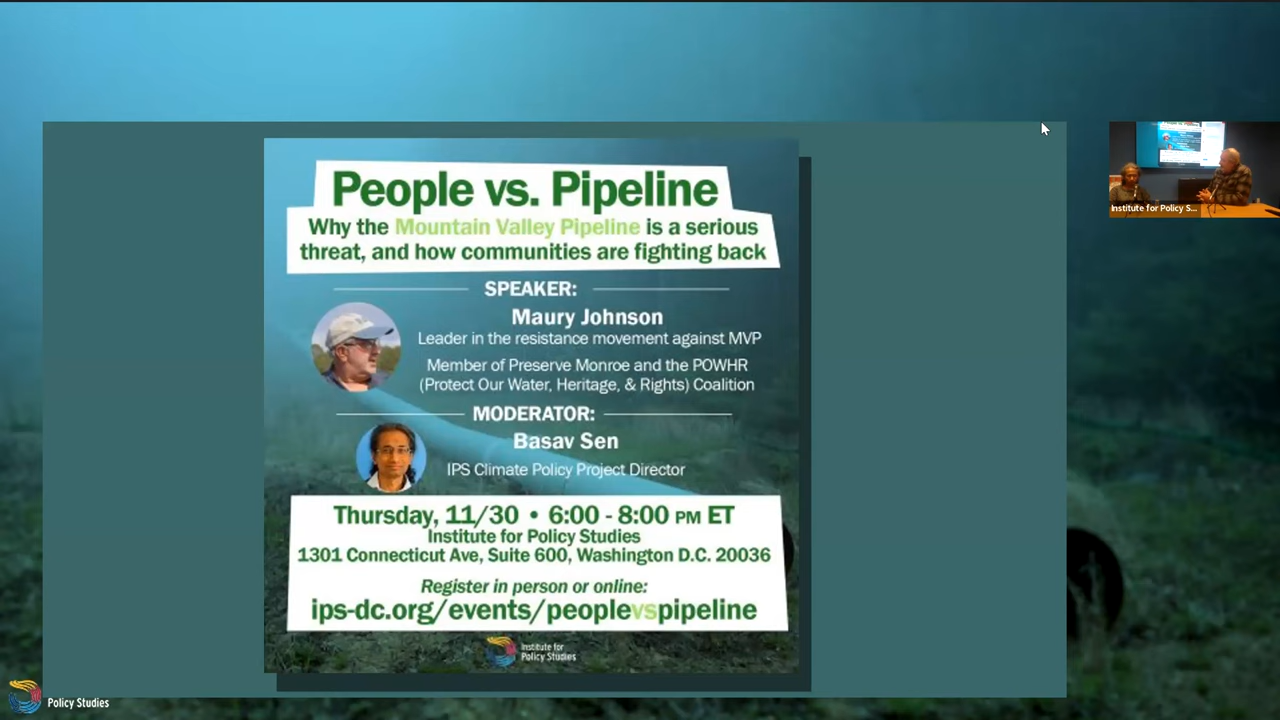 People vs. Pipeline
Why the Mountain Valley Pipeline is a serious
threat, and how communities are fighting back
SPEAKER:
Maury Johnson
Leader in the resistance movement against MVP
Member of Preserve Monroe and the POWHR
(Protect Our Water, Heritage, & Rights) Coalition
MODERATOR:
Basav Sen
IPS Climate Policy Project Director
Thursday, 11/30 • 6:00 - 8:00 PM ET
Institute for Policy Studies
1301 Connecticut Ave, Suite 600, Washington D.C. 20036
Register in person or online:
ips-dc.org/events/peoplevspipeline
Institute for
Policy Studies
Institute for Policy S...
Policy Studies